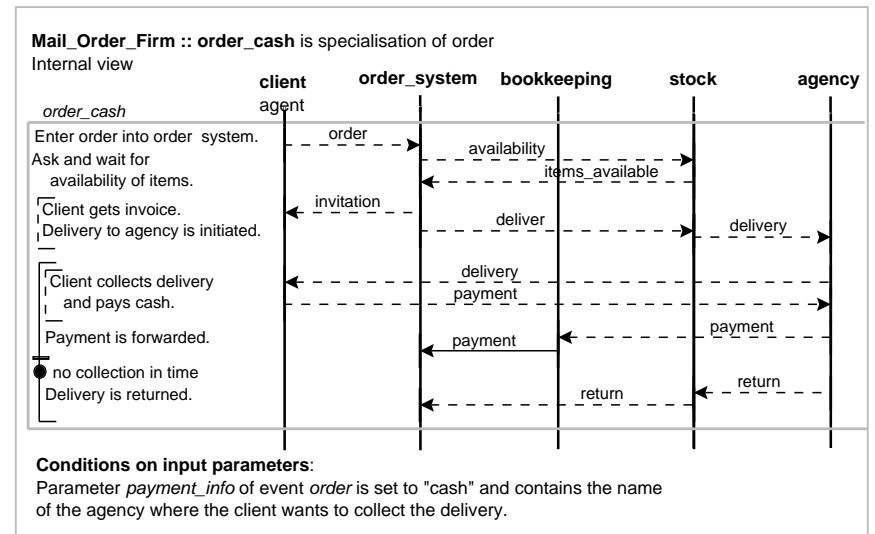 Mail_Order_Firm :: order_cash is specialisation of order
Internal view
client order_system bookkeeping stock agency
agent
order_cash
Enter order into order system.
order
Ask and wait for
availability of items.
availability
items_available
Client gets invoice.
invitation
Delivery to agency is initiated.
deliver
delivery
Client collects delivery
and pays cash.
delivery
payment
Payment is forwarded.
payment
payment
no collection in time
Delivery is returned.
return
return
Conditions on input parameters:
Parameter payment_info of event order is set to "cash" and contains the name
of the agency where the client wants to collect the delivery.